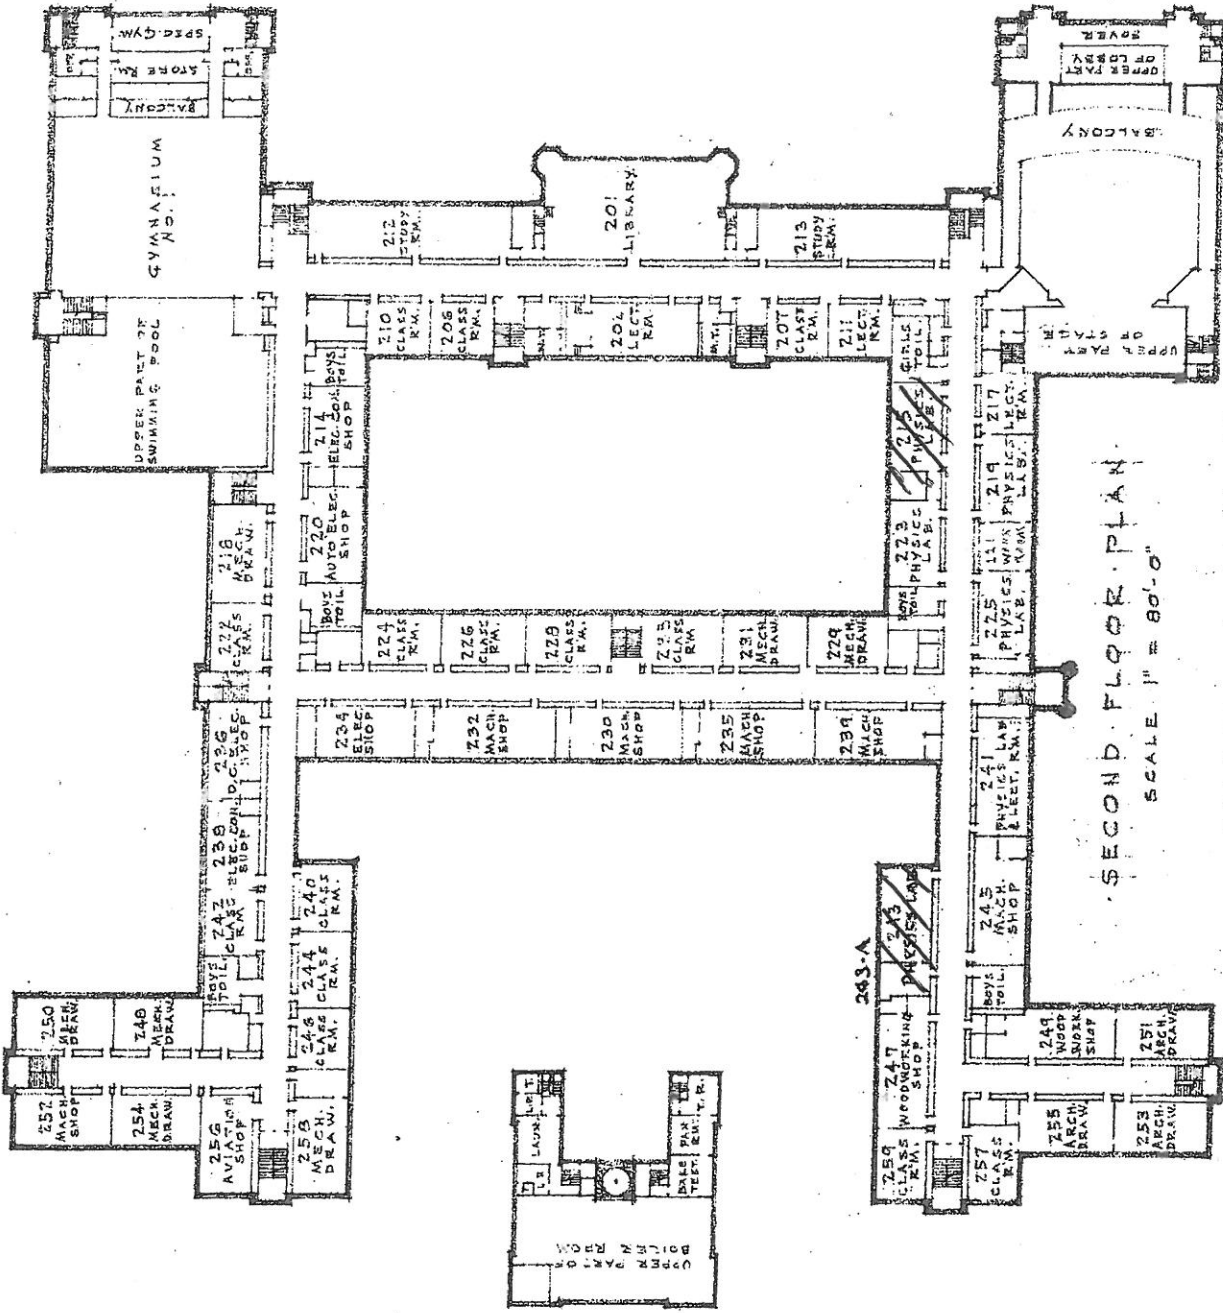 SPEC. GYM
STORE RM.
BALCONY
GYMNASIUM
NO. 1
UPPER PART OF
SWIMMING POOL
UPPER PART
OF LOBBY
BALCONY
UPPER PART
OF
STAGE
201
LIBRARY
212
STUDY
RM.
213
STUDY
RM.
210
CLASS
RM.
CLASS
RM.
LECT.
RM.
M.T.
207
CLASS
RM.
211
LECT.
RM.
GIRLS
TOIL.
BOYS
TOIL.
214
ELEC. CON.
SHOP
220
AUTO ELEC.
SHOP
BOYS
TOIL.
215
PHYSICS
LAB.
223
PHYSICS
LAB.
BOYS
TOIL.
217
LECT.
RM.
219
PHYSICS
LAB.
WORK
ROOM
225
PHYSICS
LAB.
218
MECH.
DRAW.
222
CLASS
RM.
224
CLASS
RM.
226
CLASS
RM.
228
CLASS
RM.
CLASS
RM.
231
MECH.
DRAW.
229
MECH.
DRAW.
234
ELEC.
SHOP
232
MACH.
SHOP
230
MACH.
SHOP
235
MACH.
SHOP
239
MACH.
SHOP
236
D.C. ELEC.
SHOP
238
ELEC. CON.
SHOP
242
CLASS
RM
BOYS
TOIL.
240
CLASS
RM.
244
CLASS
RM.
246
CLASS
RM.
258
MECH.
DRAW.
250
MECH.
DRAW.
248
MECH.
DRAW.
252
MACH.
SHOP
254
MECH.
DRAW.
256
AVIATION
SHOP
241
PHYSICS LAB
& LECT. RM.
245
MACH.
SHOP
BOYS
TOIL.
243-A
243
PHYSICS LAB
247
WOODWORKING
SHOP
259
CLASS
RM.
257
CLASS
RM.
249
WOOD
WORK.
SHOP
251
ARCH.
DRAW.
255
ARCH.
DRAW.
253
ARCH.
DRAW.
LAUN.
T.R.
BAKE
TEST.
SECOND FLOOR PLAN
SCALE 1" = 80'-0"